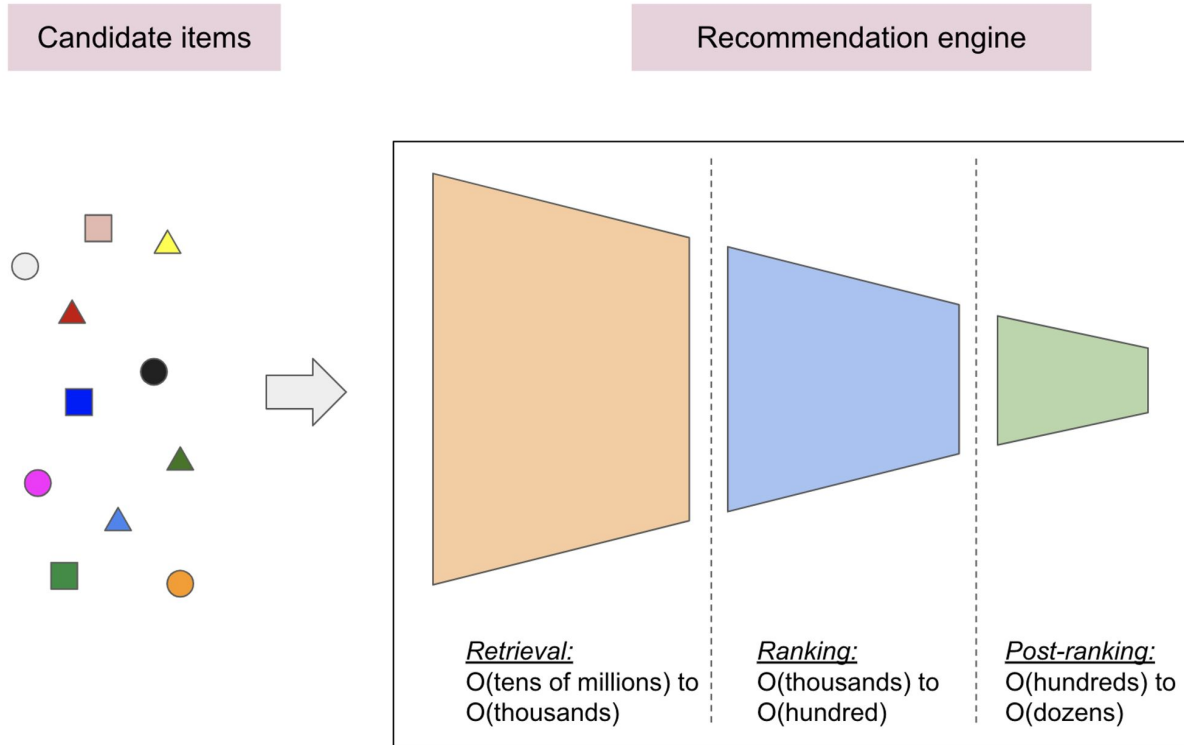 Candidate items
Recommendation engine
Retrieval:
O(tens of millions) to
O(thousands)
Ranking:
O(thousands) to
O(hundred)
Post-ranking:
O(hundreds) to
O(dozens)